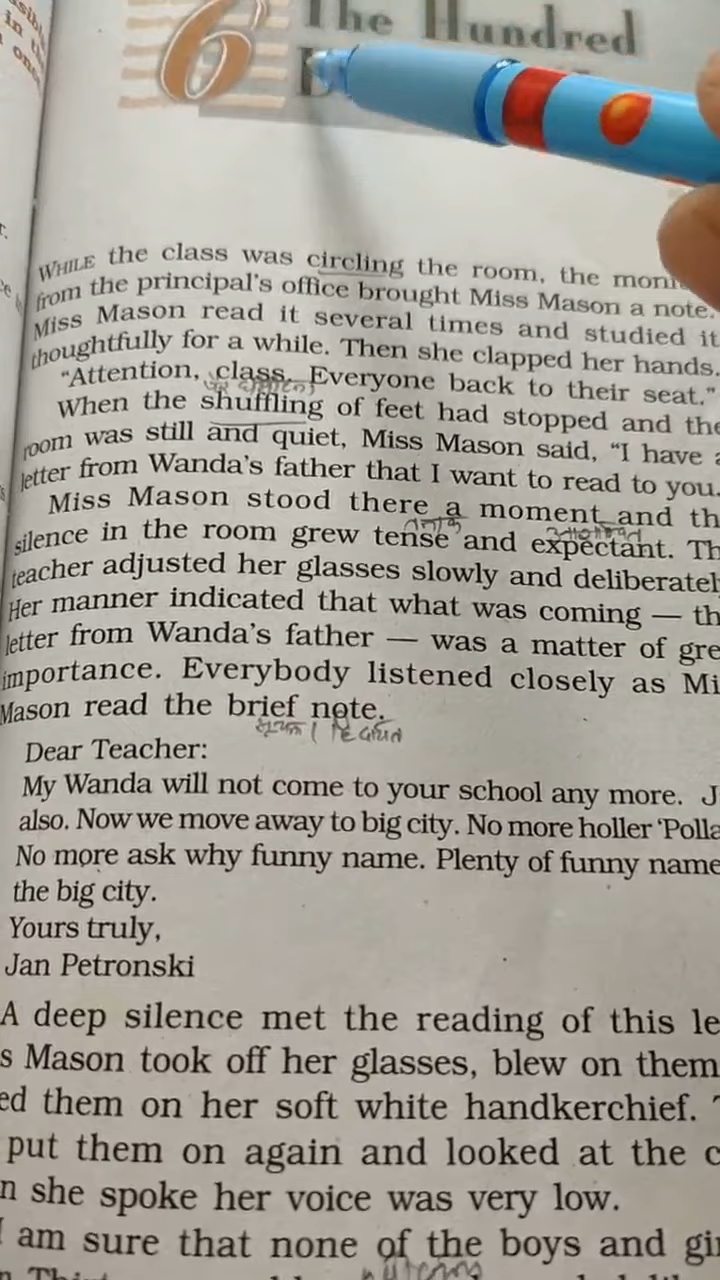 6 The Hundred
WHILE the class was circling the room, the
from the principal's office brought Miss Mason a note.
Miss Mason read it several times and studied it
thoughtfully for a while. Then she clapped her hands.
"Attention, class. Everyone back to their seat."
When the shuffling of feet had stopped and the
room was still and quiet, Miss Mason said, "I have a
letter from Wanda's father that I want to read to you.
Miss Mason stood there a moment and th
silence in the room grew tense and expectant. Th
teacher adjusted her glasses slowly and deliberatel
Her manner indicated that what was coming — th
letter from Wanda's father — was a matter of gre
importance. Everybody listened closely as Mi
Mason read the brief note.
Dear Teacher:
My Wanda will not come to your school any more. J
also. Now we move away to big city. No more holler 'Polla
No more ask why funny name. Plenty of funny name
the big city.
Yours truly,
Jan Petronski
A deep silence met the reading of this le
s Mason took off her glasses, blew on them
ed them on her soft white handkerchief.
put them on again and looked at the c
n she spoke her voice was very low.
I am sure that none of the boys and gi